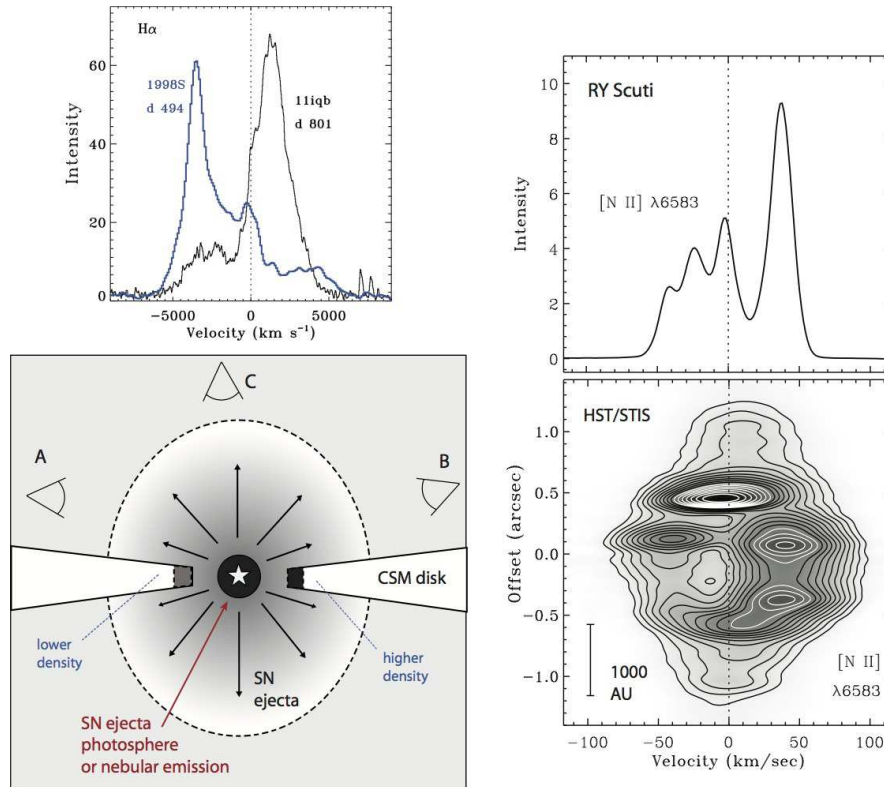 Hα
60
40
20
0
Intensity
1998S
d 494
11iqb
d 801
−5000
0
5000
Velocity (km s⁻¹)
A
C
B
CSM disk
lower
density
higher
density
SN
ejecta
SN ejecta
photosphere
or nebular emission
10
8
6
4
2
0
Intensity
RY Scuti
[N II] λ6583
HST/STIS
1.0
0.5
0.0
-0.5
-1.0
Offset (arcsec)
1000
AU
[N II]
λ6583
-100
-50
0
50
100
Velocity (km/sec)